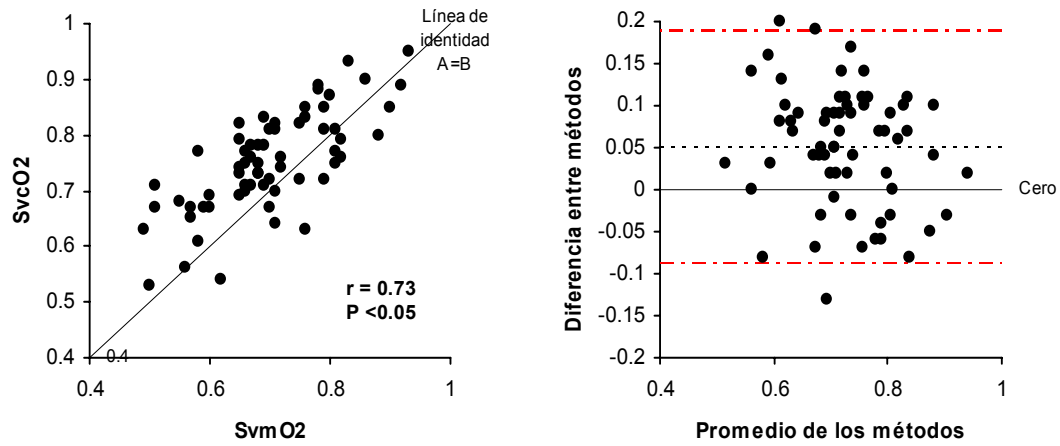 1
0.9
0.8
0.7
0.6
0.5
0.4
SvcO2
Línea de
identidad
A=B
r = 0.73
P <0.05
0.4
0.4
0.6
0.8
1
SvmO2
0.2
0.15
0.1
0.05
0
-0.05
-0.1
-0.15
-0.2
Diferencia entre métodos
Cero
0.4
0.6
0.8
1
Promedio de los métodos